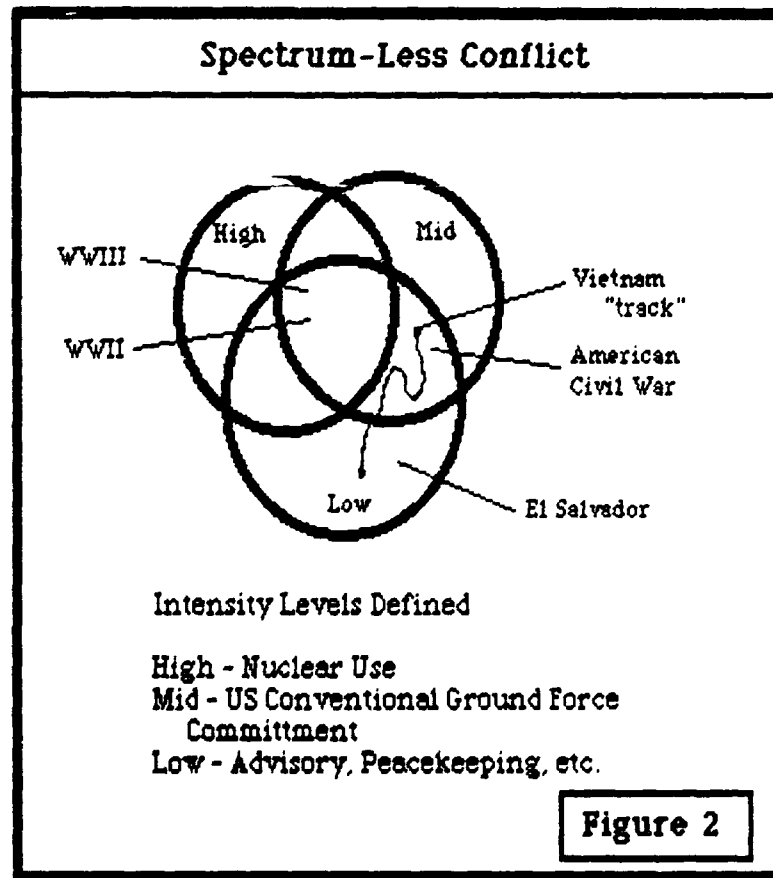 Spectrum-Less Conflict
High
Mid
WWIII
WWII
Vietnam
"track"
American
Civil War
Low
El Salvador
Intensity Levels Defined
High - Nuclear Use
Mid - US Conventional Ground Force
Committment
Low - Advisory, Peacekeeping, etc.
Figure 2